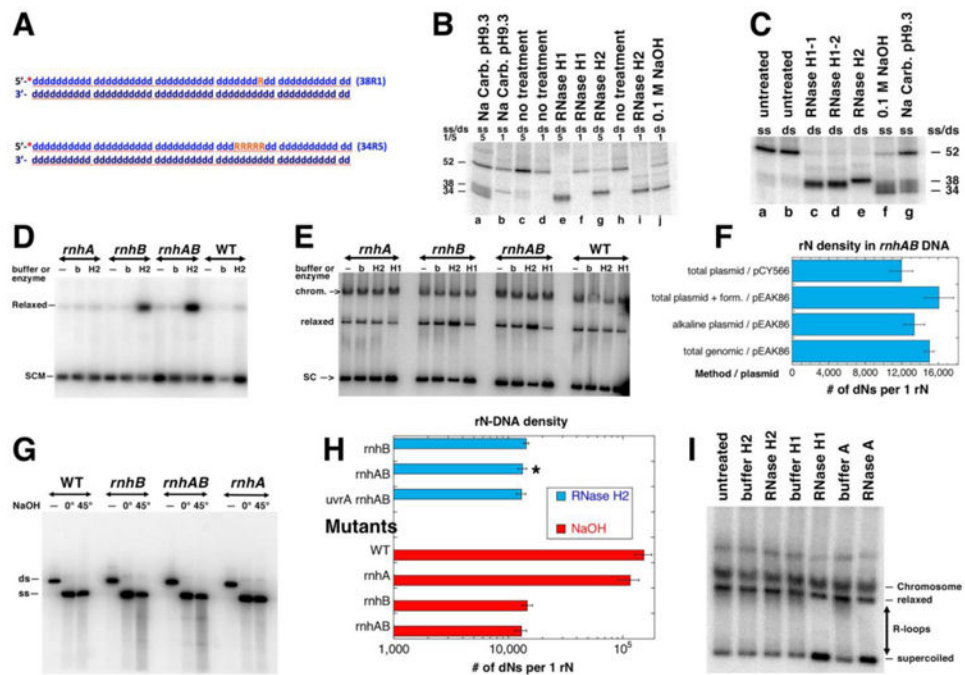 A
5'-*dddddddddd dddddddddd dddddddddd dddddddRdd dddddddddd dd (38R1)
3'- dddddddddd dddddddddd dddddddddd dddddddddd dddddddddd dd
5'-*dddddddddd dddddddddd dddddddddd dddRRRRRdd dddddddddd dd (34R5)
3'- dddddddddd dddddddddd dddddddddd dddddddddd dddddddddd dd
B
Na Carb. pH9.3
Na Carb. pH9.3
no treatment
no treatment
RNase H1
RNase H1
RNase H2
no treatment
RNase H2
0.1 M NaOH
ss/ds ss ss ds ds ds ds ds ds ds ds
1/5 5 1 5 1 5 1 5 1 1 1
52
38
34
a b c d e f g h i j
C
untreated
untreated
RNase H1-1
RNase H1-2
RNase H2
0.1 M NaOH
Na Carb. pH9.3
ss ds ds ds ds ss ss ss/ds
52
38
34
a b c d e f g
D
rnhA rnhB rnhAB WT
buffer or enzyme – b H2 – b H2 – b H2 – b H2
Relaxed
SCM
E
rnhA rnhB rnhAB WT
buffer or enzyme – b H2 H1 – b H2 H1 – b H2 H1 – b H2 H1
chrom.
relaxed
SC
F
rN density in rnhAB DNA
total plasmid / pCY566
total plasmid + form. / pEAK86
alkaline plasmid / pEAK86
total genomic / pEAK86
Method / plasmid
0 4,000 8,000 12,000 16,000
# of dNs per 1 rN
G
WT rnhB rnhAB rnhA
NaOH – 0° 45° – 0° 45° – 0° 45° – 0° 45°
ds
ss
H
rN-DNA density
rnhB
rnhAB *
uvrA rnhAB
RNase H2
NaOH
Mutants
WT
rnhA
rnhB
rnhAB
1,000 10,000 10⁵
# of dNs per 1 rN
I
untreated
buffer H2
RNase H2
buffer H1
RNase H1
buffer A
RNase A
Chromosome
relaxed
R-loops
supercoiled